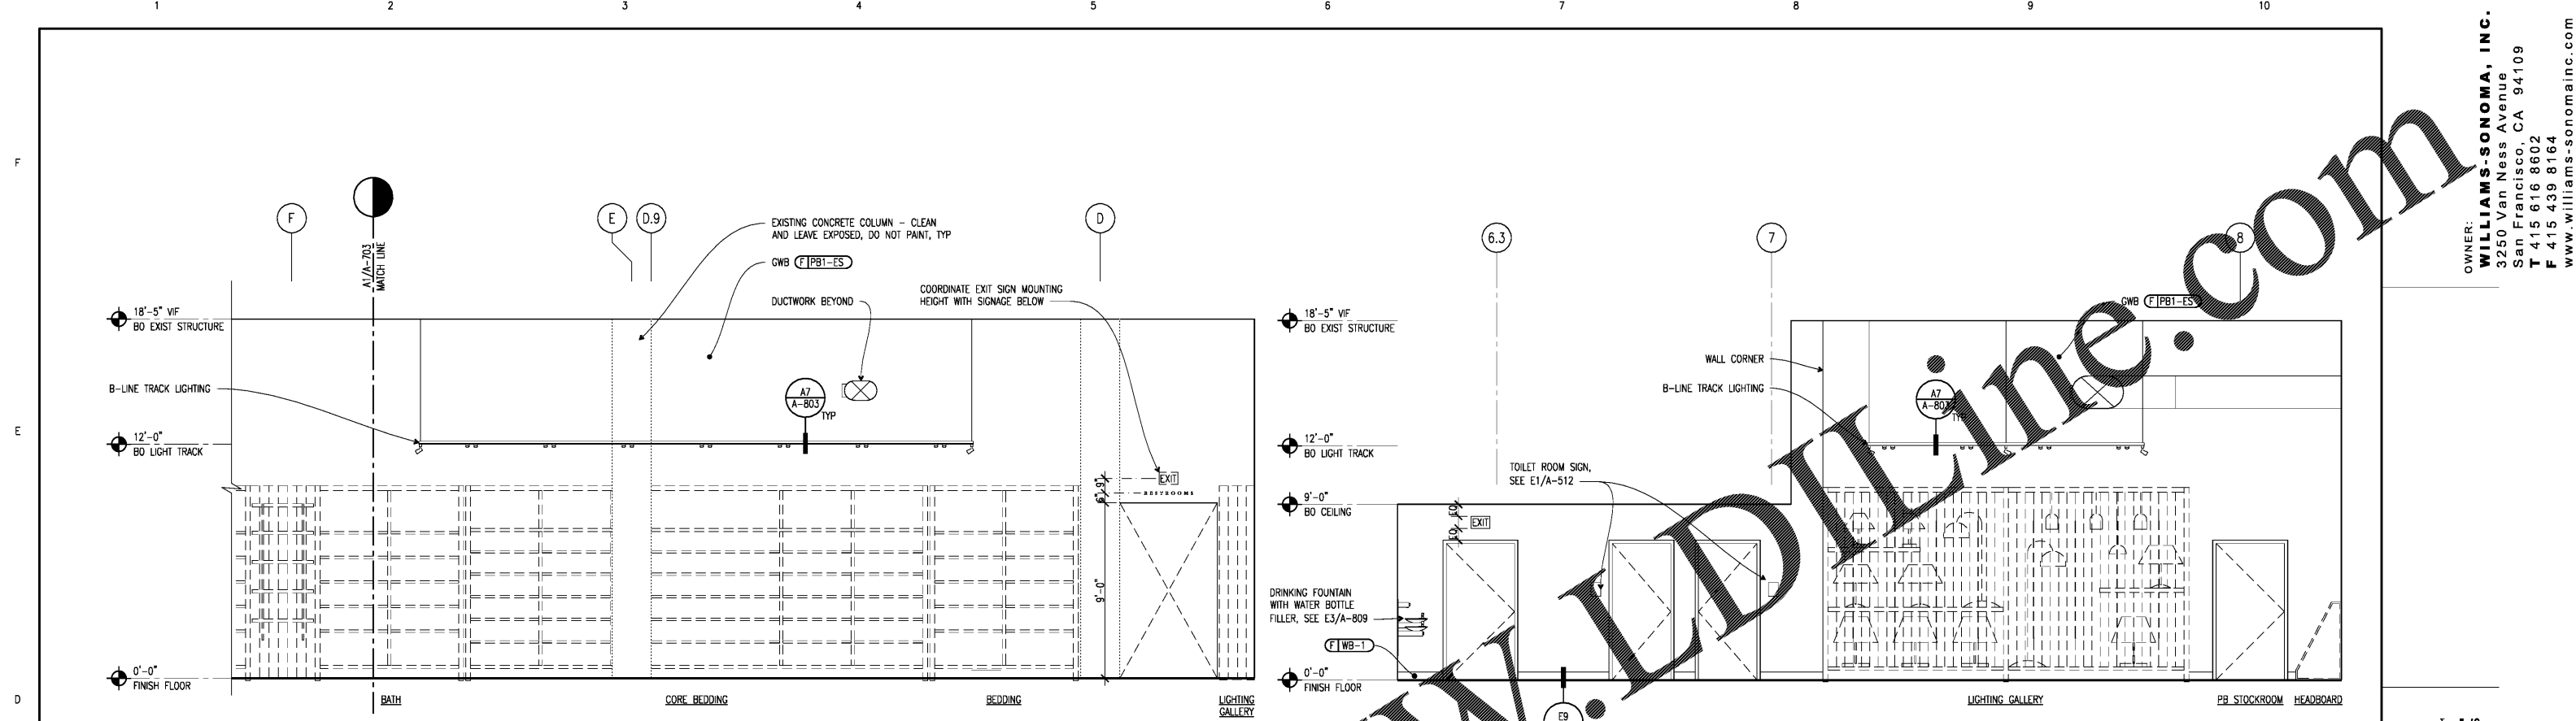 1 2 3 4 5 6 7 8 9 10
F
E
D
OWNER:
WILLIAMS-SONOMA, INC.
3250 Van Ness Avenue
San Francisco, CA 94109
T 415 616 8602
F 415 439 8164
www.williams-sonomainc.com
F
A1/A-703
MATCH LINE
E
D.9
D
EXISTING CONCRETE COLUMN - CLEAN
AND LEAVE EXPOSED, DO NOT PAINT, TYP
GWB F PB1-ES
DUCTWORK BEYOND
COORDINATE EXIT SIGN MOUNTING
HEIGHT WITH SIGNAGE BELOW
18'-5" VIF
BO EXIST STRUCTURE
B-LINE TRACK LIGHTING
A7
A-803
TYP
12'-0"
BO LIGHT TRACK
EXIT
9"
6"
RESTROOMS
9'-0"
0'-0"
FINISH FLOOR
BATH
CORE BEDDING
BEDDING
LIGHTING
GALLERY
6.3
7
8
GWB F PB1-ES
18'-5" VIF
BO EXIST STRUCTURE
WALL CORNER
B-LINE TRACK LIGHTING
A7
A-803
TYP
12'-0"
BO LIGHT TRACK
TOILET ROOM SIGN,
SEE E1/A-512
9'-0"
BO CEILING
EQ
EXIT
EQ
DRINKING FOUNTAIN
WITH WATER BOTTLE
FILLER, SEE E3/A-809
F WB-1
0'-0"
FINISH FLOOR
E9
LIGHTING GALLERY
PB STOCKROOM
HEADBOARD
W.LDILine.com